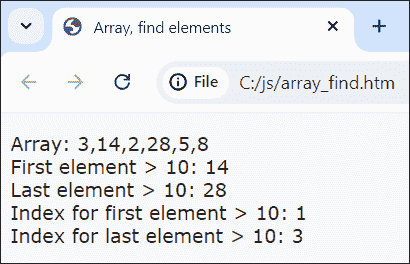 Array, find elements
File C:/js/array_find.htm
Array: 3,14,2,28,5,8
First element > 10: 14
Last element > 10: 28
Index for first element > 10: 1
Index for last element > 10: 3